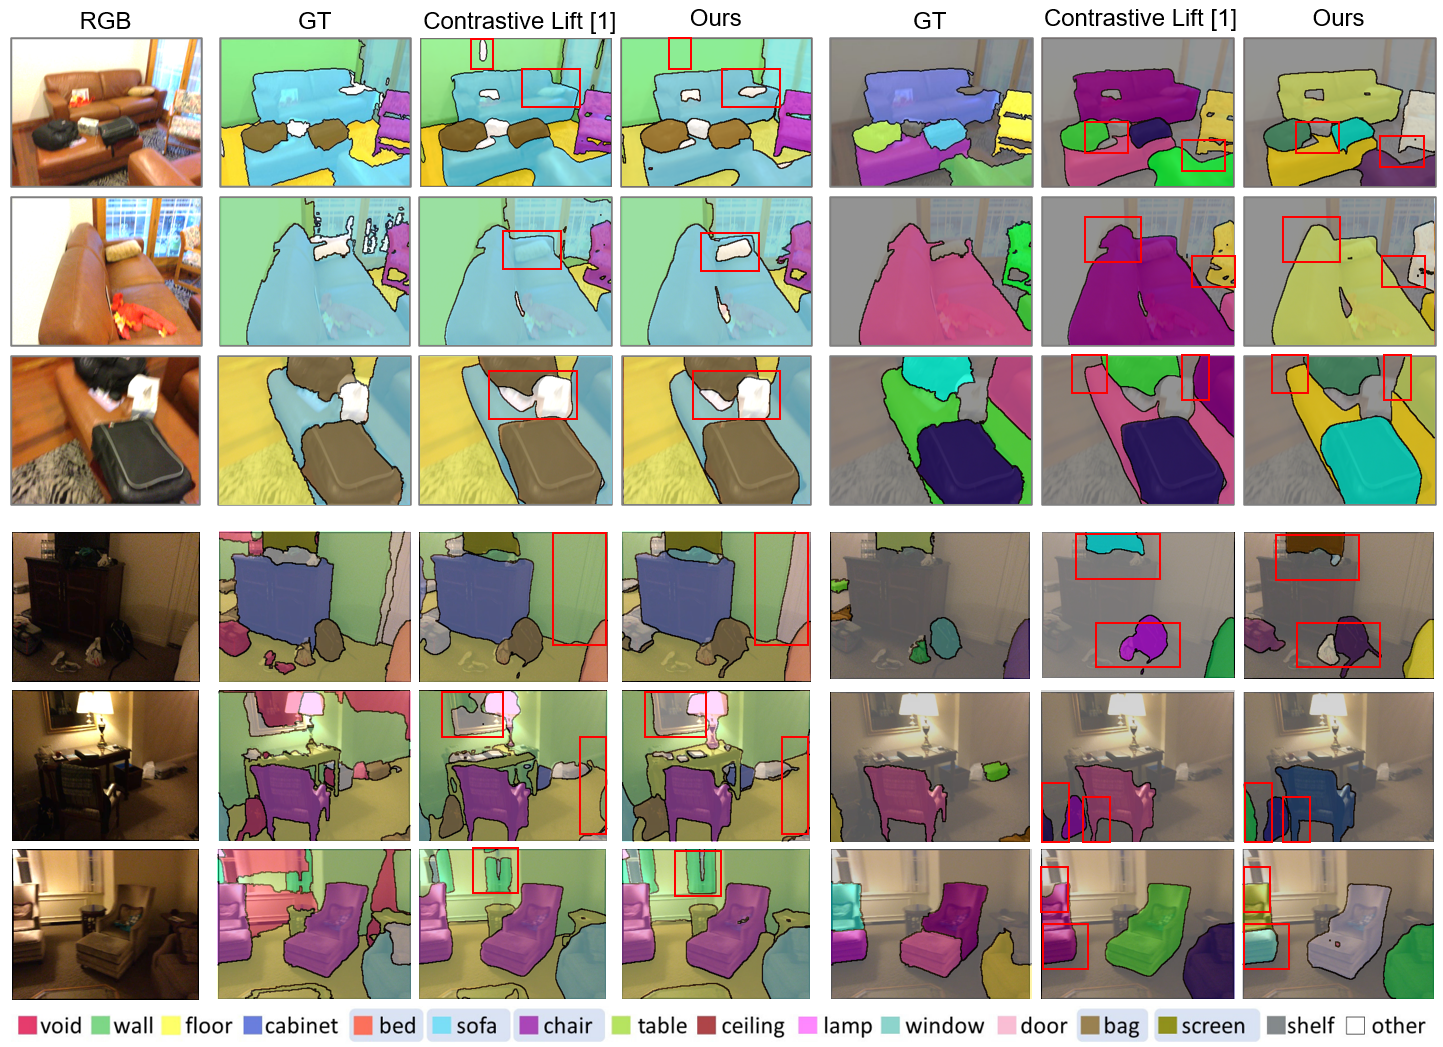 RGB GT Contrastive Lift [1] Ours GT Contrastive Lift [1] Ours
void wall floor cabinet bed sofa chair table ceiling lamp window door bag screen shelf other